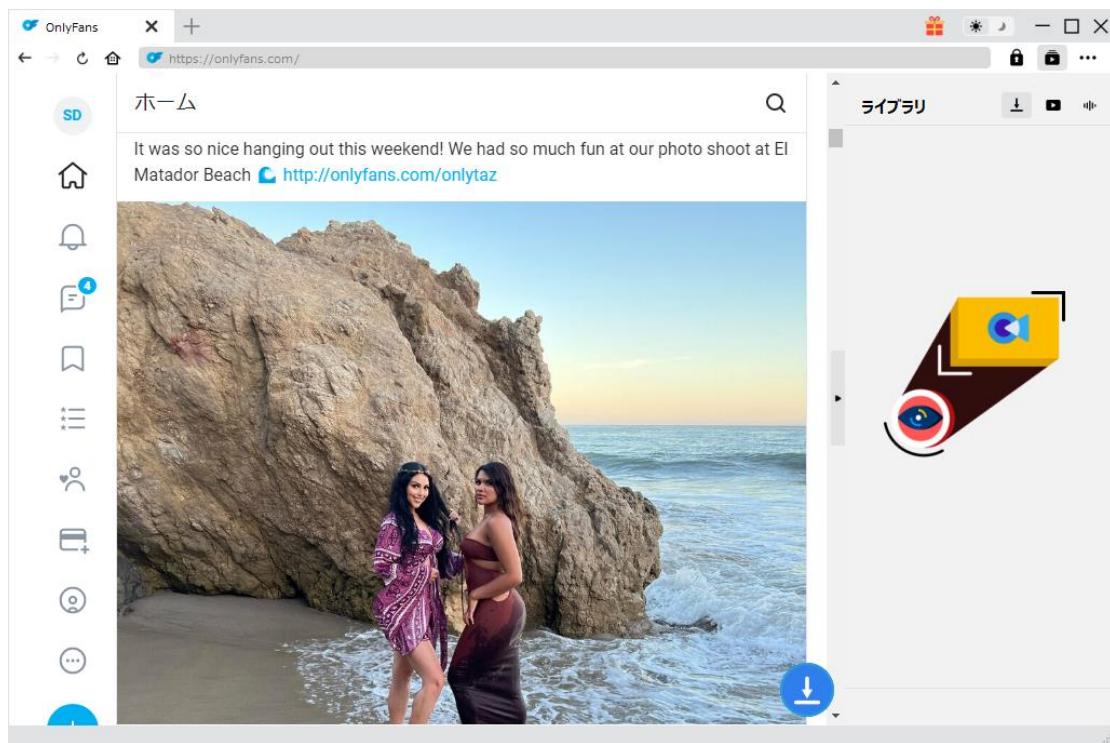 OnlyFans
https://onlyfans.com/
SD
ホーム
ライブラリ
4
It was so nice hanging out this weekend! We had so much fun at our photo shoot at El
Matador Beach 🌊 http://onlyfans.com/onlytaz